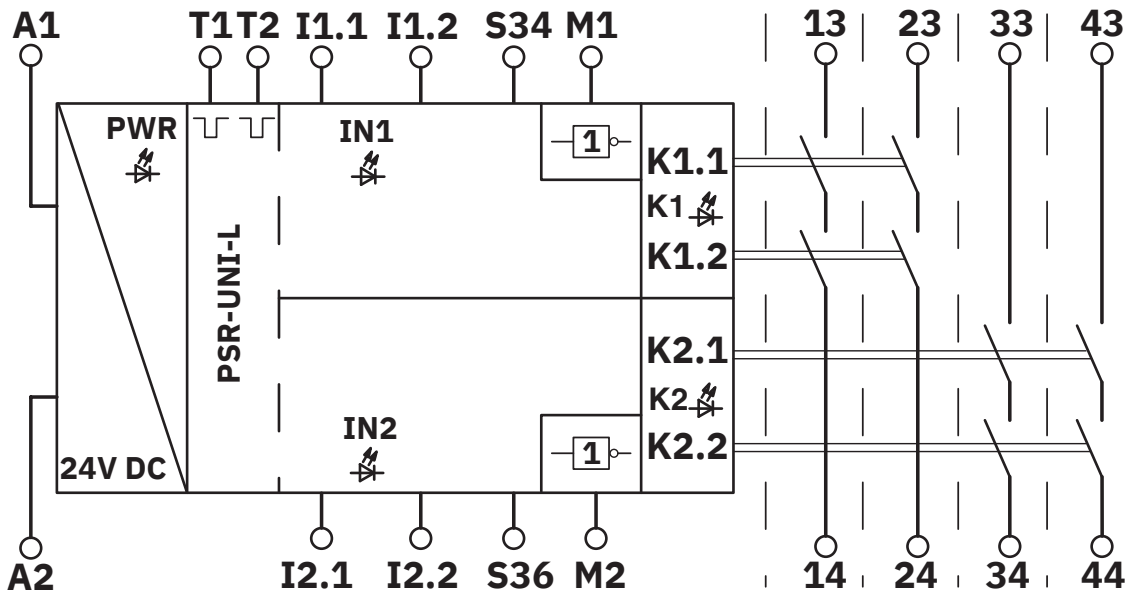 A1 T1 T2 I1.1 I1.2 S34 M1 13 23 33 43
PWR IN1 1 K1.1
K1
K1.2
PSR-UNI-L
K2.1
K2
IN2 1 K2.2
24V DC
A2 I2.1 I2.2 S36 M2 14 24 34 44